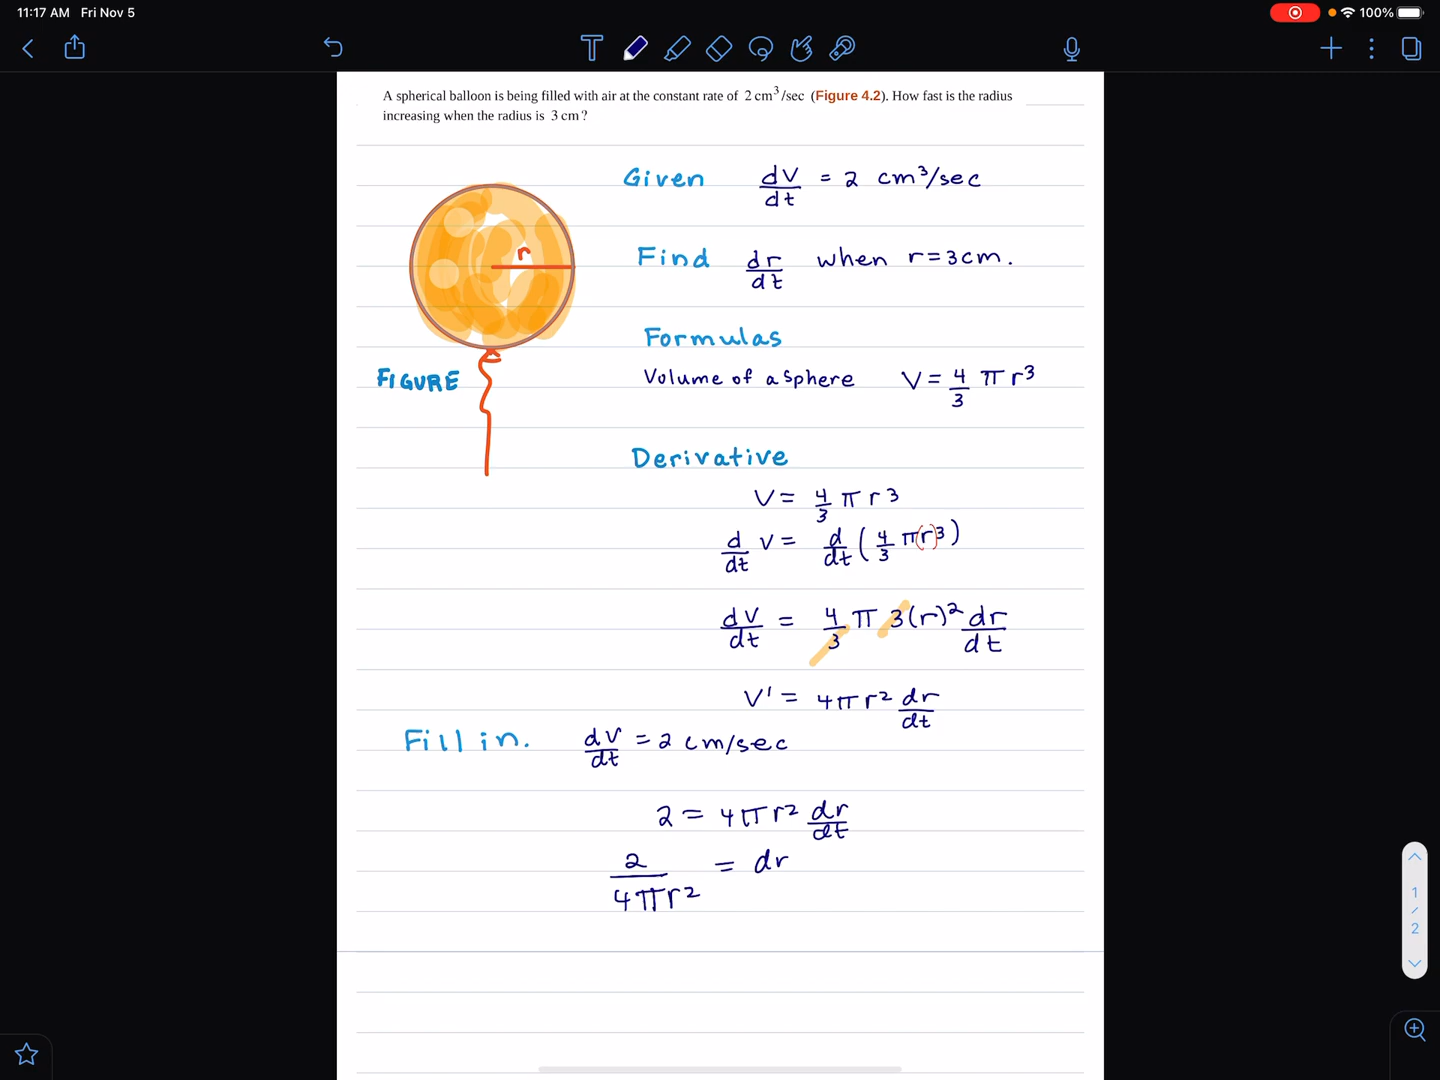 11:17 AM Fri Nov 5
100%
T
A spherical balloon is being filled with air at the constant rate of 2 cm³/sec (Figure 4.2). How fast is the radius
increasing when the radius is 3 cm?
Given dV/dt = 2 cm³/sec
r
Find dr/dt when r=3cm.
Formulas
FIGURE
Volume of a sphere V = 4/3 π r³
Derivative
V = 4/3 π r³
d/dt V = d/dt (4/3 π(r)³)
dV/dt = 4/3 π 3(r)² dr/dt
V' = 4πr² dr/dt
Fill in. dV/dt = 2 cm/sec
2 = 4πr² dr/dt
2/4πr² = dr
1
/
2